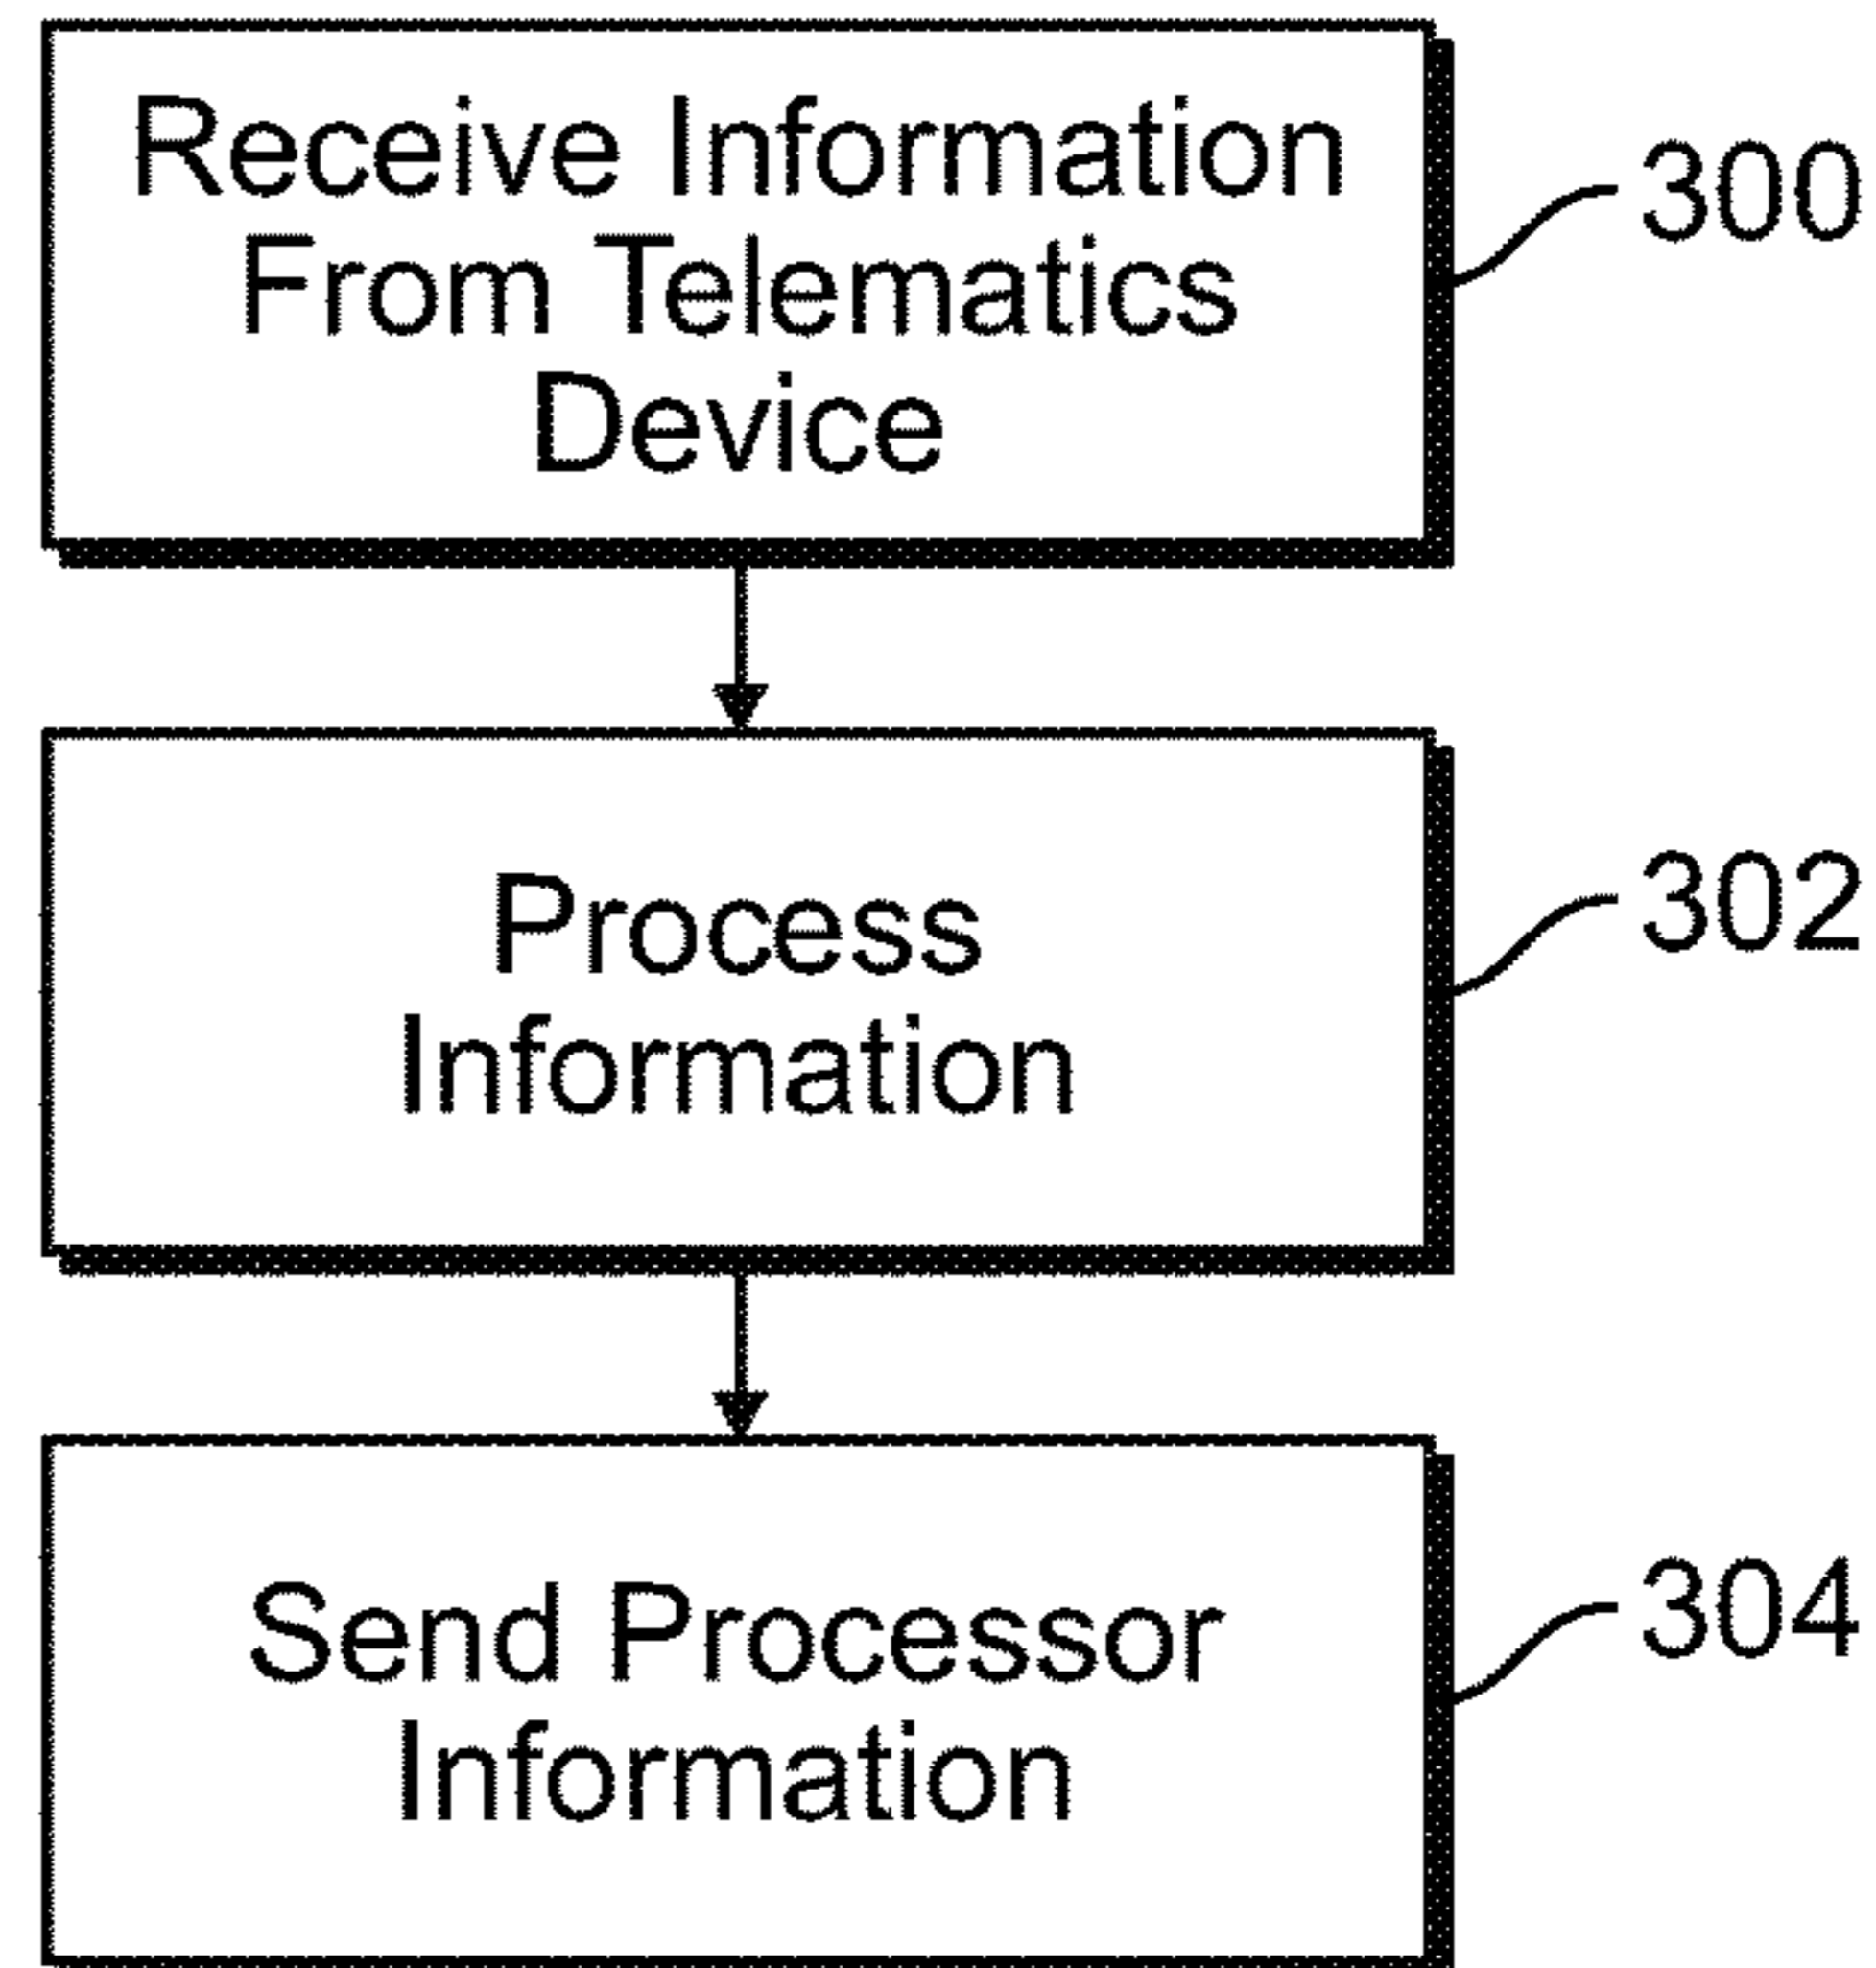 Receive Information
From Telematics
Device
300
Process
Information
302
Send Processor
Information
304